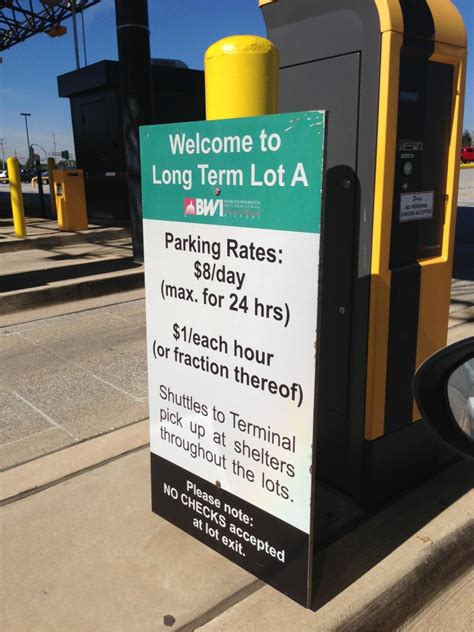 Welcome to
Long Term Lot A
BWI
Parking Rates:
$8/day
(max. for 24 hrs)
$1/each hour
(or fraction thereof)
Shuttles to Terminal
pick up at shelters
throughout the lots.
Please note:
NO CHECKS accepted
at lot exit.
Sorry
NO PERSONAL
CHECKS
ACCEPTED